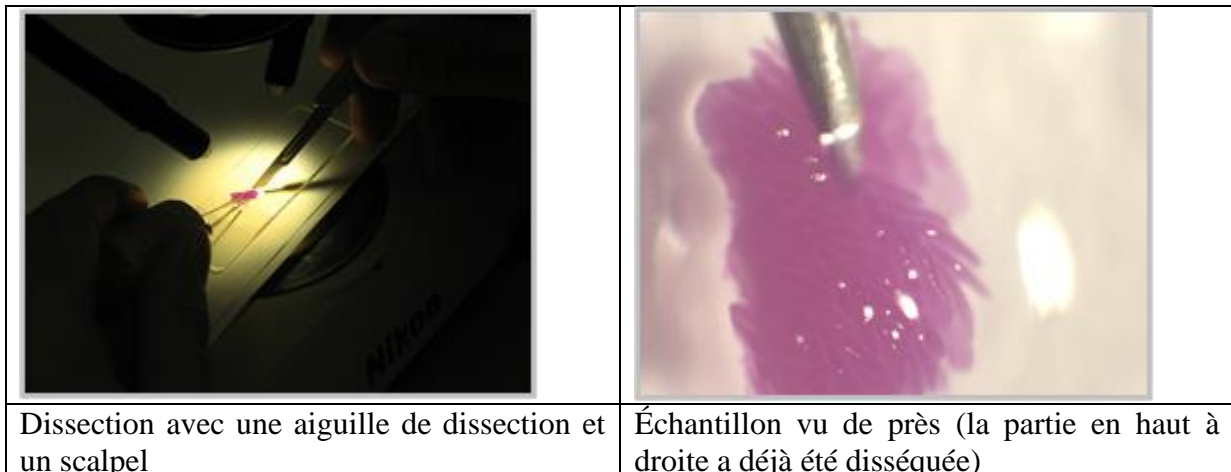 Nikon
Dissection avec une aiguille de dissection et
un scalpel
Échantillon vu de près (la partie en haut à
droite a déjà été disséquée)